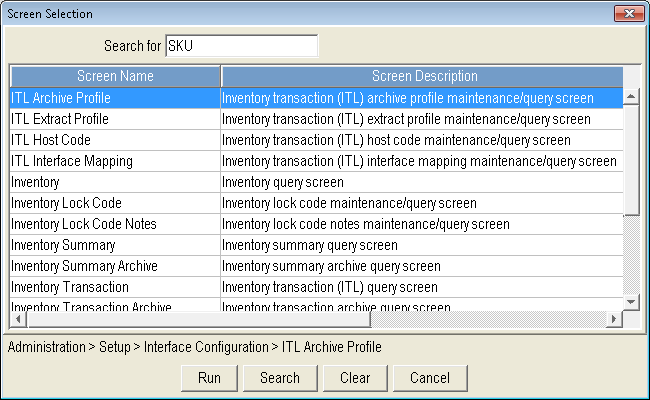 Screen Selection
Search for SKU
Screen Name Screen Description
ITL Archive Profile Inventory transaction (ITL) archive profile maintenance/query screen
ITL Extract Profile Inventory transaction (ITL) extract profile maintenance/query screen
ITL Host Code Inventory transaction (ITL) host code maintenance/query screen
ITL Interface Mapping Inventory transaction (ITL) interface mapping maintenance/query screen
Inventory Inventory query screen
Inventory Lock Code Inventory lock code maintenance/query screen
Inventory Lock Code Notes Inventory lock code notes maintenance/query screen
Inventory Summary Inventory summary query screen
Inventory Summary Archive Inventory summary archive query screen
Inventory Transaction Inventory transaction (ITL) query screen
Inventory Transaction Archive Inventory transaction archive query screen
Administration > Setup > Interface Configuration > ITL Archive Profile
Run Search Clear Cancel